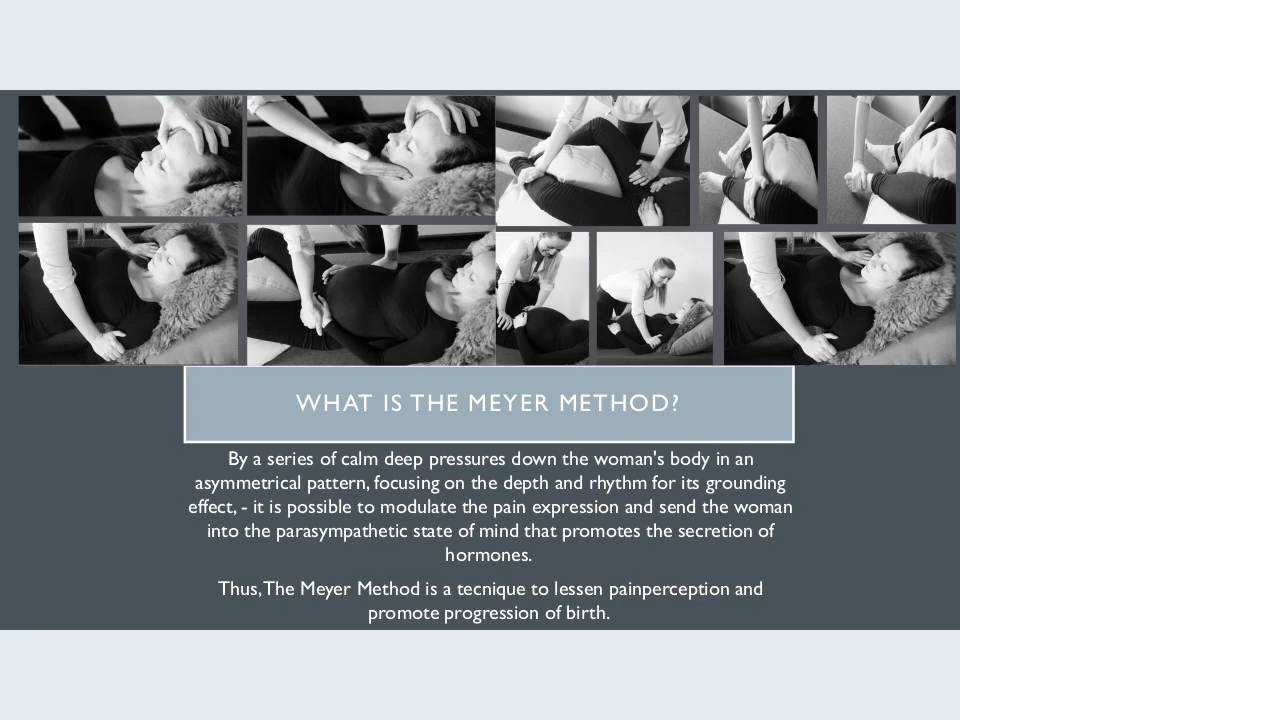 WHAT IS THE MEYER METHOD?
By a series of calm deep pressures down the woman's body in an
asymmetrical pattern, focusing on the depth and rhythm for its grounding
effect, - it is possible to modulate the pain expression and send the woman
into the parasympathetic state of mind that promotes the secretion of
hormones.
Thus, The Meyer Method is a tecnique to lessen painperception and
promote progression of birth.